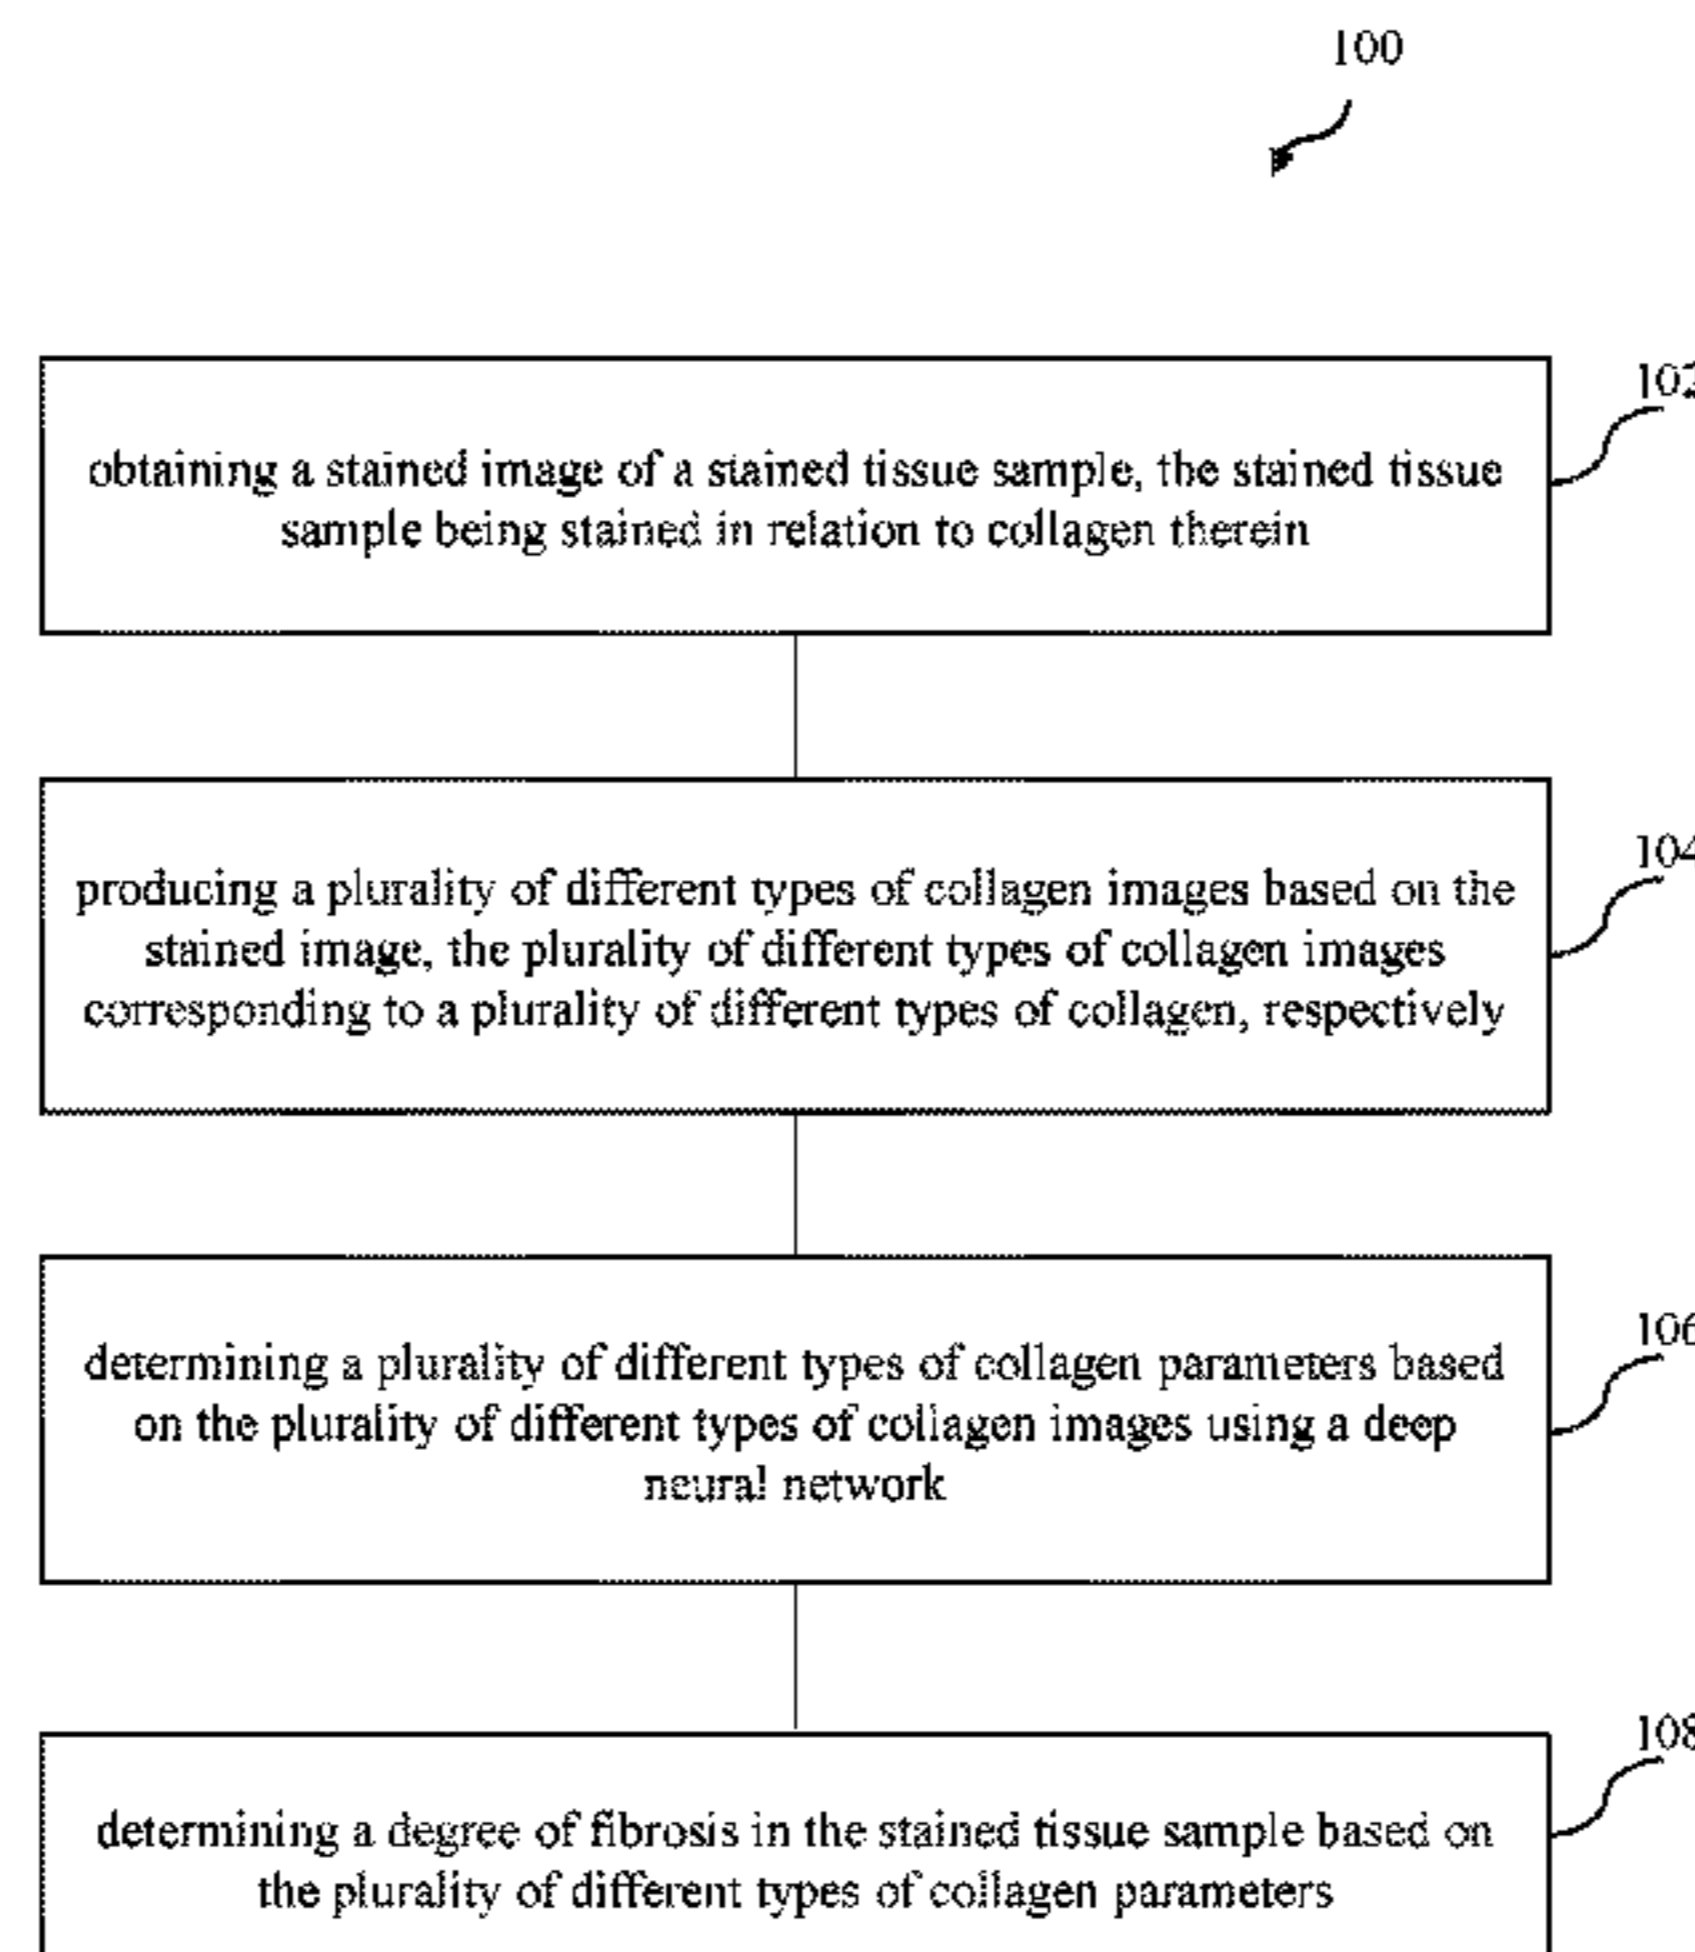 100
102
obtaining a stained image of a stained tissue sample, the stained tissue
sample being stained in relation to collagen therein
104
producing a plurality of different types of collagen images based on the
stained image, the plurality of different types of collagen images
corresponding to a plurality of different types of collagen, respectively
106
determining a plurality of different types of collagen parameters based
on the plurality of different types of collagen images using a deep
neural network
108
determining a degree of fibrosis in the stained tissue sample based on
the plurality of different types of collagen parameters